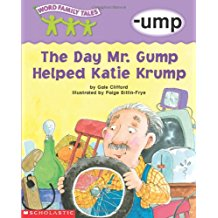 WORD FAMILY TALES
-ump
The Day Mr. Gump
Helped Katie Krump
by Gale Clifford
Illustrated by Paige Billin-Frye
SCHOLASTIC